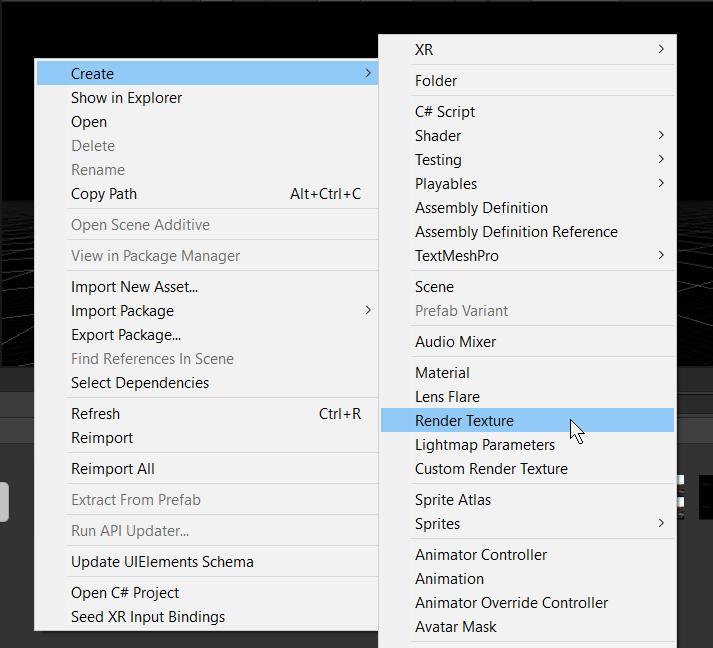 Create
Show in Explorer
Open
Delete
Rename
Copy Path Alt+Ctrl+C
Open Scene Additive
View in Package Manager
Import New Asset...
Import Package
Export Package...
Find References In Scene
Select Dependencies
Refresh Ctrl+R
Reimport
Reimport All
Extract From Prefab
Run API Updater...
Update UIElements Schema
Open C# Project
Seed XR Input Bindings
XR
Folder
C# Script
Shader
Testing
Playables
Assembly Definition
Assembly Definition Reference
TextMeshPro
Scene
Prefab Variant
Audio Mixer
Material
Lens Flare
Render Texture
Lightmap Parameters
Custom Render Texture
Sprite Atlas
Sprites
Animator Controller
Animation
Animator Override Controller
Avatar Mask